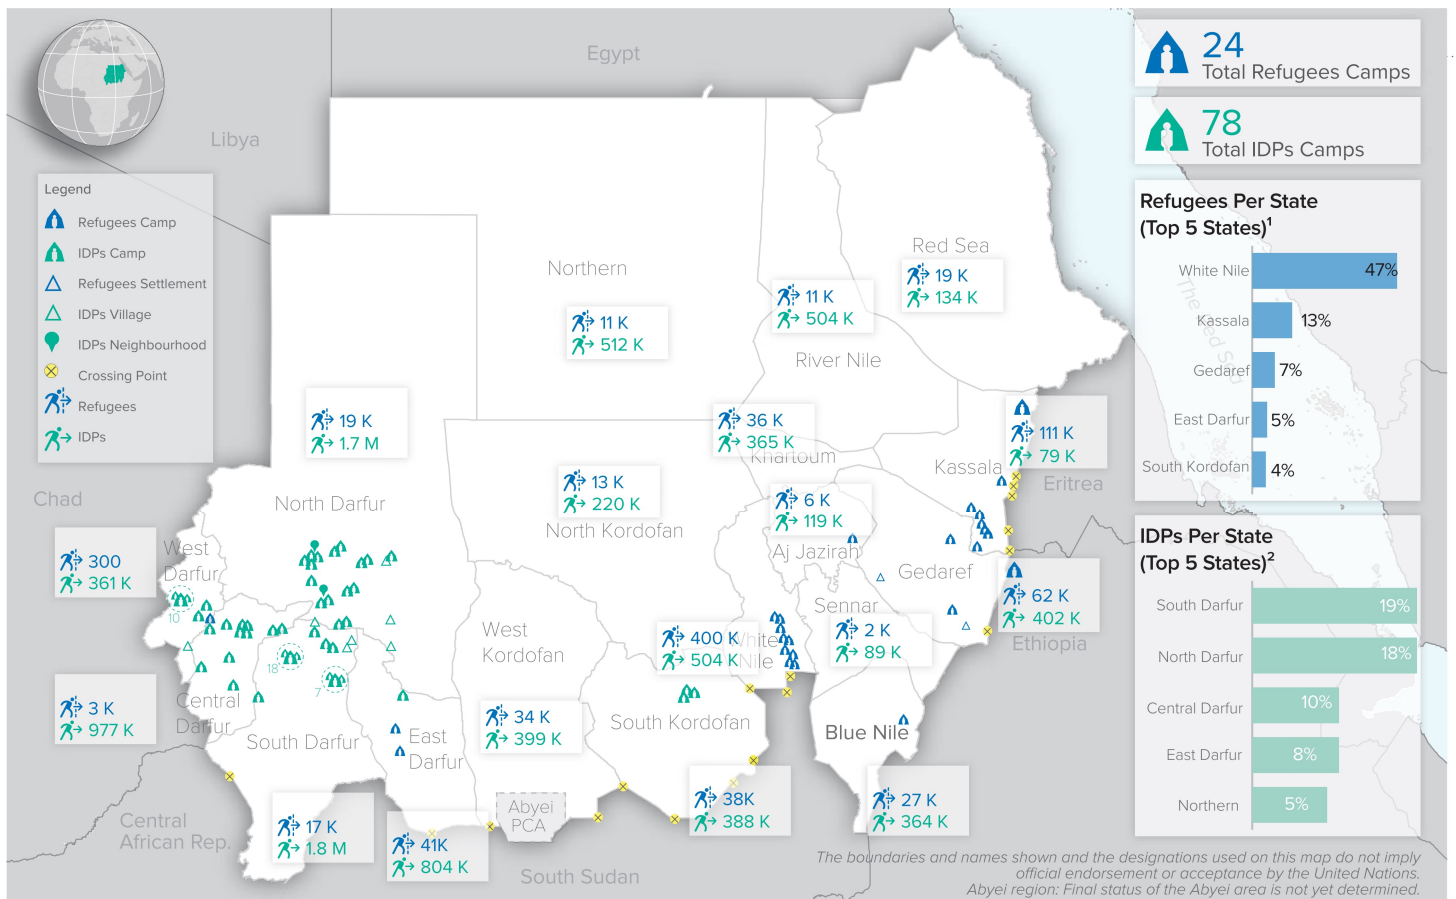 Egypt
Libya
Legend
Refugees Camp
IDPs Camp
Refugees Settlement
IDPs Village
IDPs Neighbourhood
Crossing Point
Refugees
IDPs
24
Total Refugees Camps
78
Total IDPs Camps
Refugees Per State
(Top 5 States)1
White Nile 47%
Kassala 13%
Gedaref 7%
East Darfur 5%
South Kordofan 4%
The Red Sea
IDPs Per State
(Top 5 States)2
South Darfur 19%
North Darfur 18%
Central Darfur 10%
East Darfur 8%
Northern 5%
Red Sea
19 K
134 K
Northern
11 K
512 K
11 K
504 K
River Nile
19 K
1.7 M
North Darfur
36 K
365 K
Khartoum
111 K
79 K
Kassala
Eritrea
13 K
220 K
North Kordofan
6 K
119 K
Aj Jazirah
Chad
300
361 K
West
Darfur
10
Gedaref
62 K
402 K
Ethiopia
Sennar
2 K
89 K
400 K
504 K
White
Nile
West
Kordofan
18
7
3 K
977 K
Central
Darfur
South Darfur
East
Darfur
34 K
399 K
South Kordofan
Blue Nile
38K
388 K
27 K
364 K
Abyei
PCA
Central
African Rep.
17 K
1.8 M
41K
804 K
South Sudan
The boundaries and names shown and the designations used on this map do not imply
official endorsement or acceptance by the United Nations.
Abyei region: Final status of the Abyei area is not yet determined.